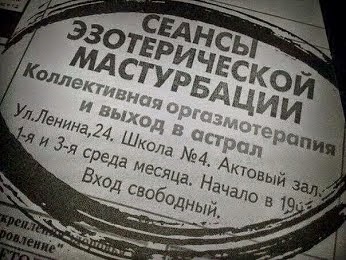 СЕАНСЫ
ЭЗОТЕРИЧЕСКОЙ
МАСТУРБАЦИИ
Коллективная оргазмотерапия
и выход в астрал
Ул.Ленина,24. Школа №4. Актовый зал.
1-я и 3-я среда месяца. Начало в 19
Вход свободный.